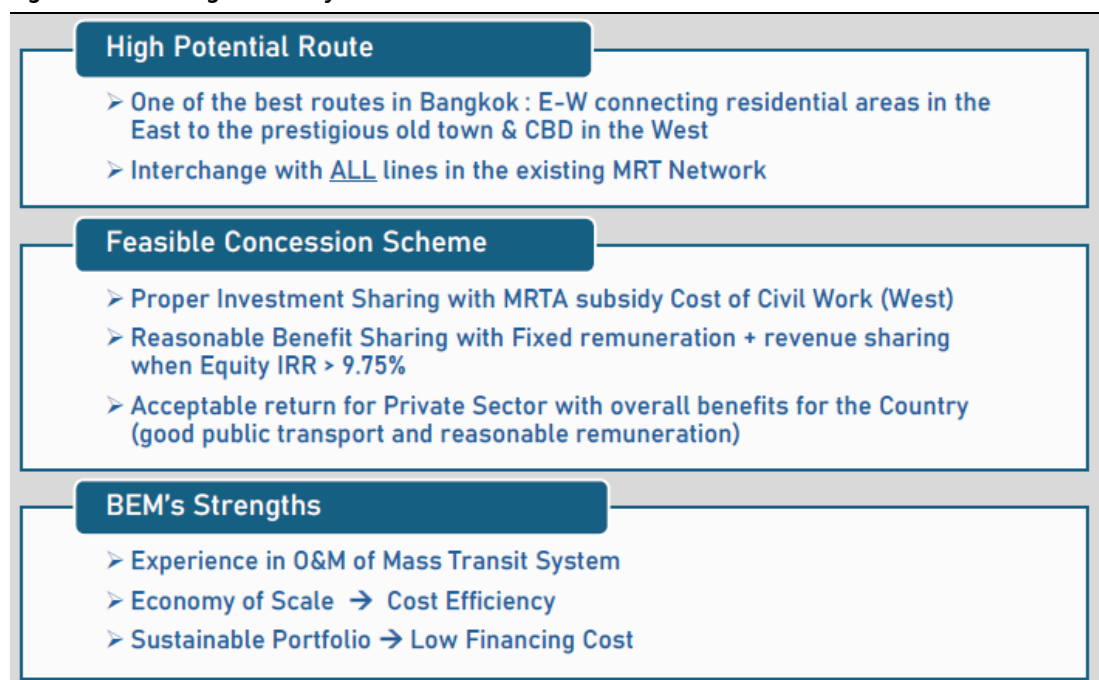 High Potential Route
➢ One of the best routes in Bangkok : E-W connecting residential areas in the
East to the prestigious old town & CBD in the West
➢ Interchange with ALL lines in the existing MRT Network
Feasible Concession Scheme
➢ Proper Investment Sharing with MRTA subsidy Cost of Civil Work (West)
➢ Reasonable Benefit Sharing with Fixed remuneration + revenue sharing
when Equity IRR > 9.75%
➢ Acceptable return for Private Sector with overall benefits for the Country
(good public transport and reasonable remuneration)
BEM's Strengths
➢ Experience in O&M of Mass Transit System
➢ Economy of Scale → Cost Efficiency
➢ Sustainable Portfolio → Low Financing Cost